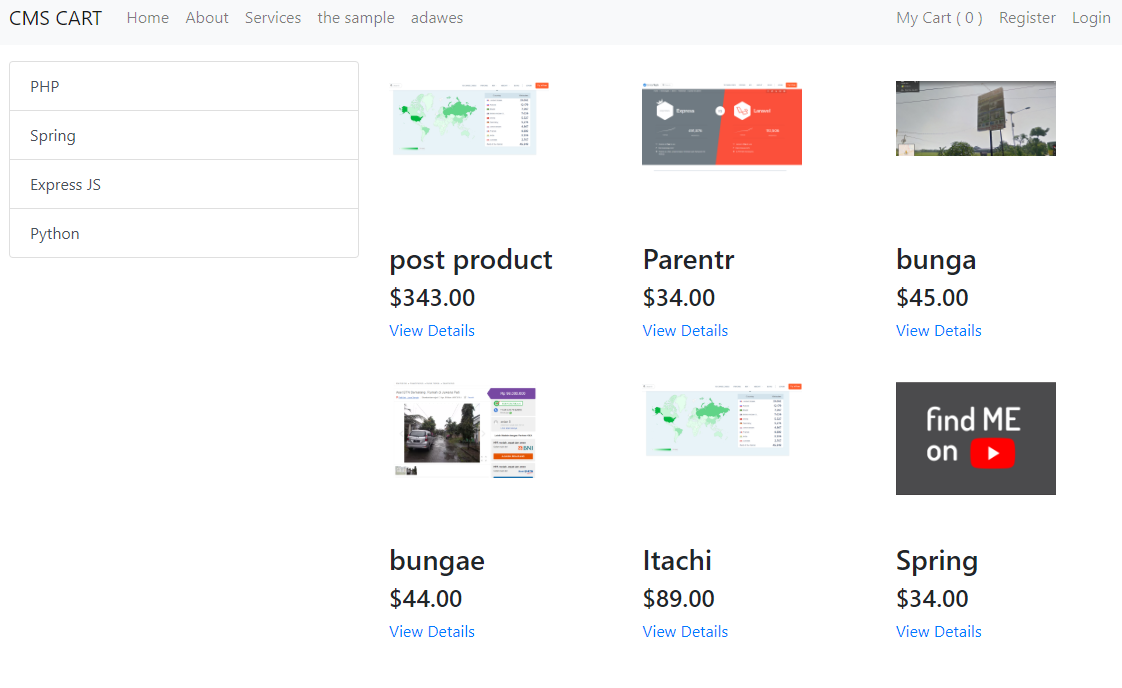 CMS CART Home About Services the sample adawes My Cart ( 0 ) Register Login
PHP
Spring
Express JS
Python
Express
Laravel
post product
$343.00
View Details
Parentr
$34.00
View Details
bunga
$45.00
View Details
BNI
find ME
on
bungae
$44.00
View Details
Itachi
$89.00
View Details
Spring
$34.00
View Details